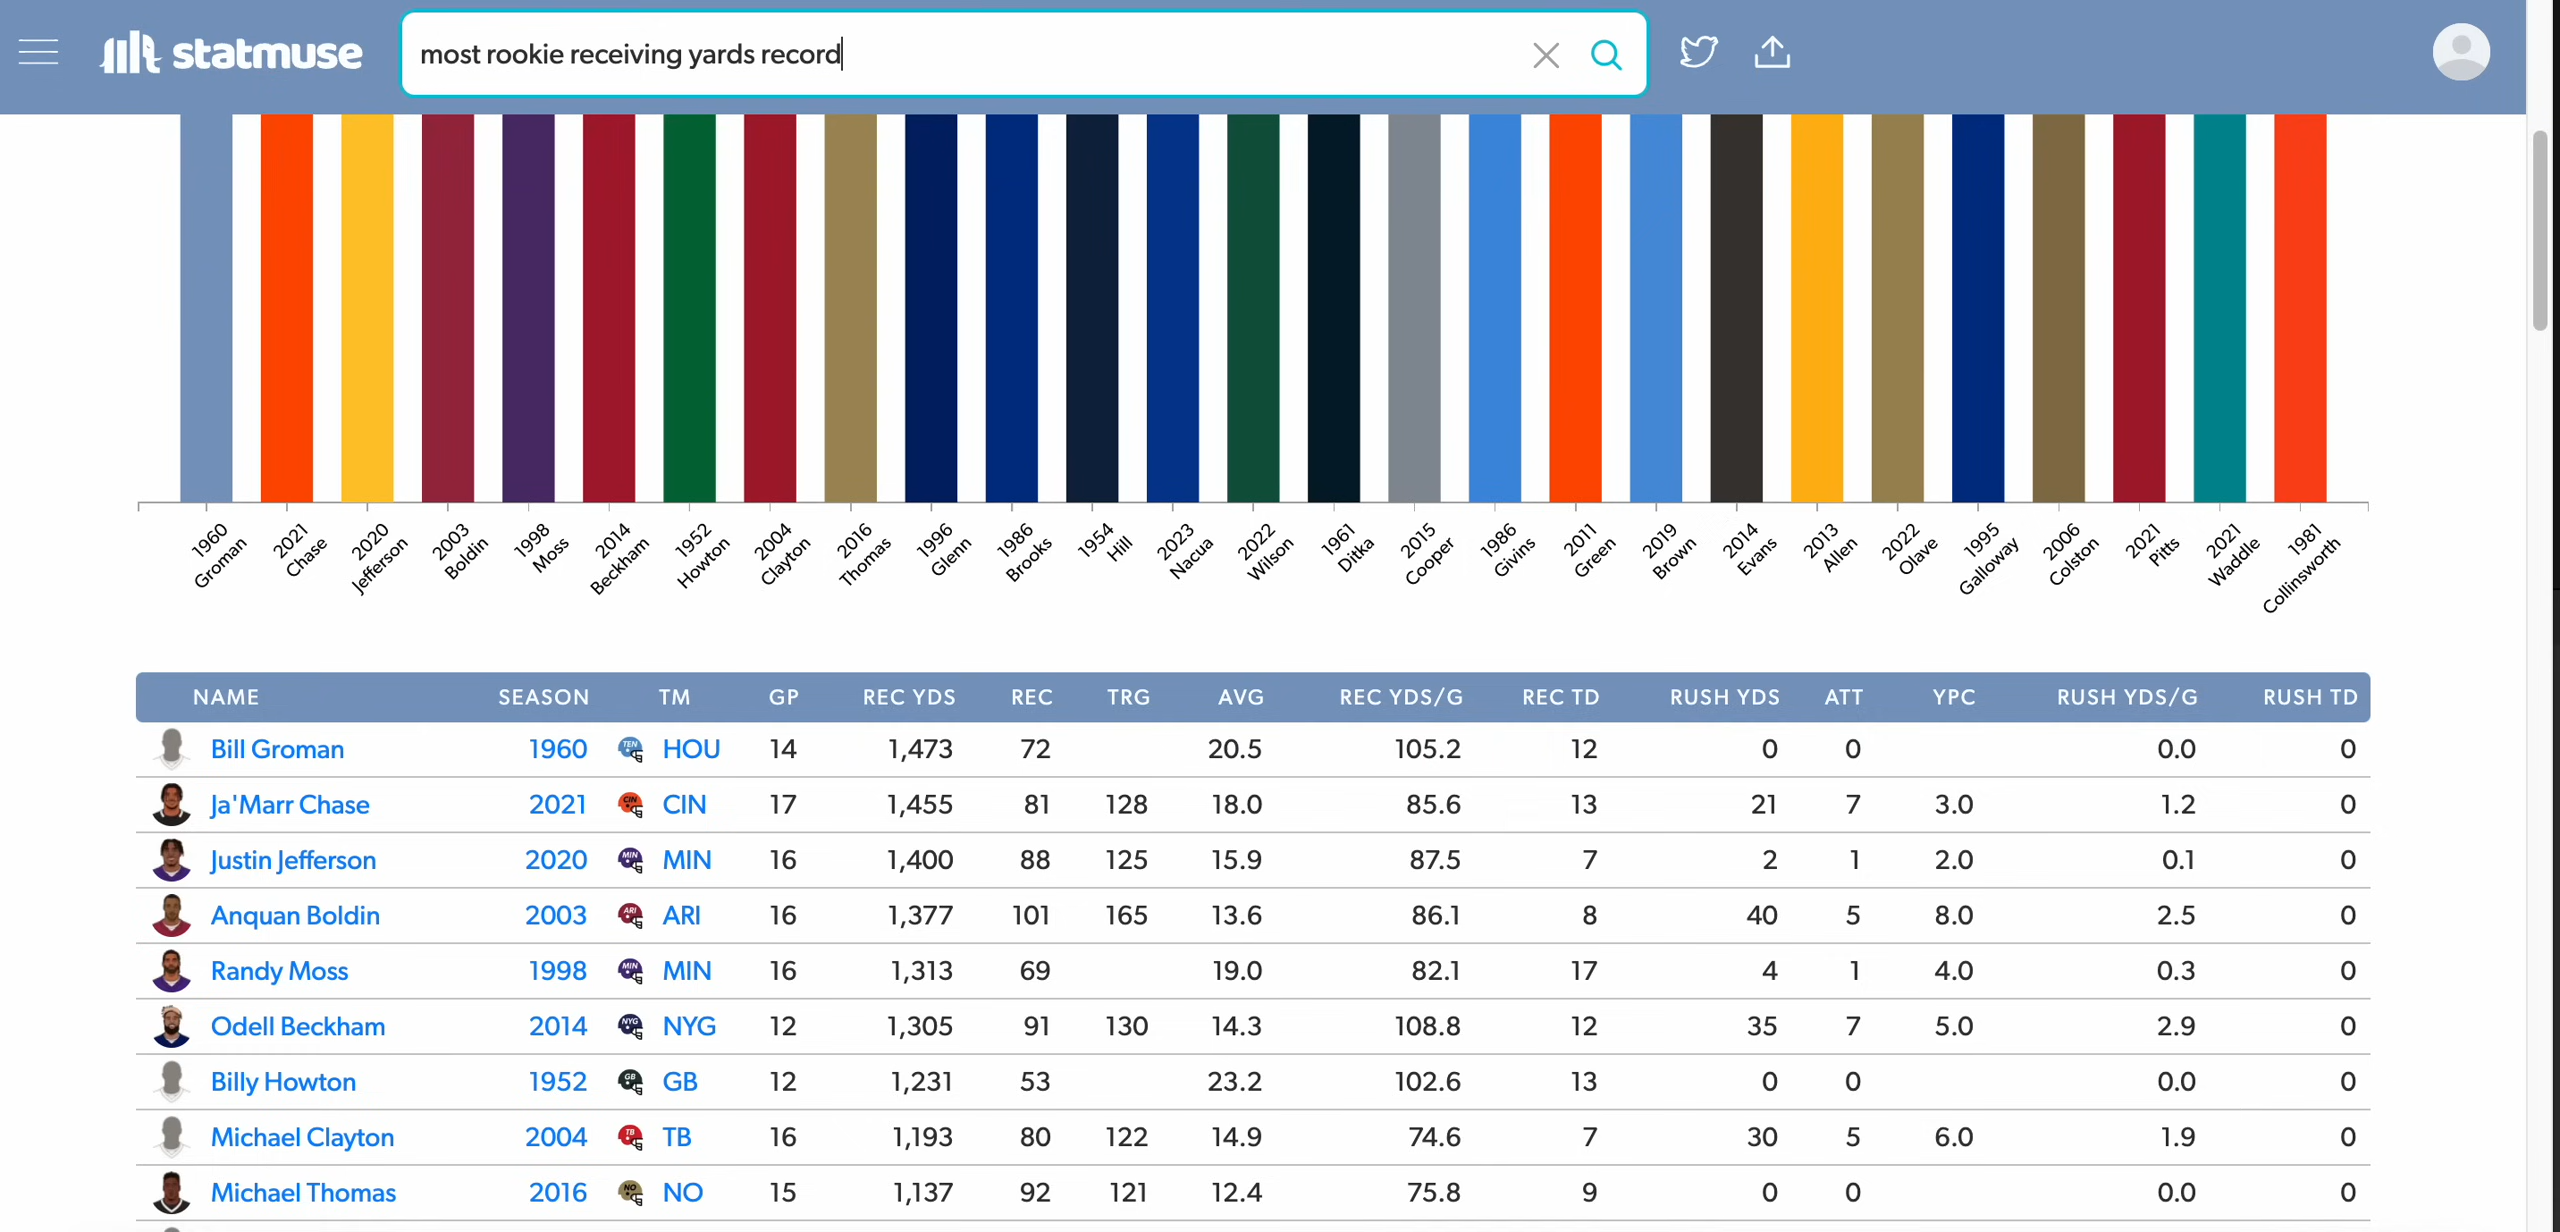 statmuse
most rookie receiving yards record
1960 Groman
2021 Chase
2020 Jefferson
2003 Boldin
1998 Moss
2014 Beckham
1952 Howton
2004 Clayton
2016 Thomas
1996 Glenn
1986 Brooks
1954 Hill
2023 Nacua
2022 Wilson
1961 Ditka
2015 Cooper
1986 Givins
2011 Green
2019 Brown
2014 Evans
2013 Allen
2022 Olave
1995 Galloway
2006 Colston
2021 Pitts
2021 Waddle
1981 Collinsworth
NAME SEASON TM GP REC YDS REC TRG AVG REC YDS/G REC TD RUSH YDS ATT YPC RUSH YDS/G RUSH TD
Bill Groman 1960 TEN HOU 14 1,473 72 20.5 105.2 12 0 0 0.0 0
Ja'Marr Chase 2021 CIN CIN 17 1,455 81 128 18.0 85.6 13 21 7 3.0 1.2 0
Justin Jefferson 2020 MIN MIN 16 1,400 88 125 15.9 87.5 7 2 1 2.0 0.1 0
Anquan Boldin 2003 ARI ARI 16 1,377 101 165 13.6 86.1 8 40 5 8.0 2.5 0
Randy Moss 1998 MIN MIN 16 1,313 69 19.0 82.1 17 4 1 4.0 0.3 0
Odell Beckham 2014 NYG NYG 12 1,305 91 130 14.3 108.8 12 35 7 5.0 2.9 0
Billy Howton 1952 GB GB 12 1,231 53 23.2 102.6 13 0 0 0.0 0
Michael Clayton 2004 TB TB 16 1,193 80 122 14.9 74.6 7 30 5 6.0 1.9 0
Michael Thomas 2016 NO NO 15 1,137 92 121 12.4 75.8 9 0 0 0.0 0